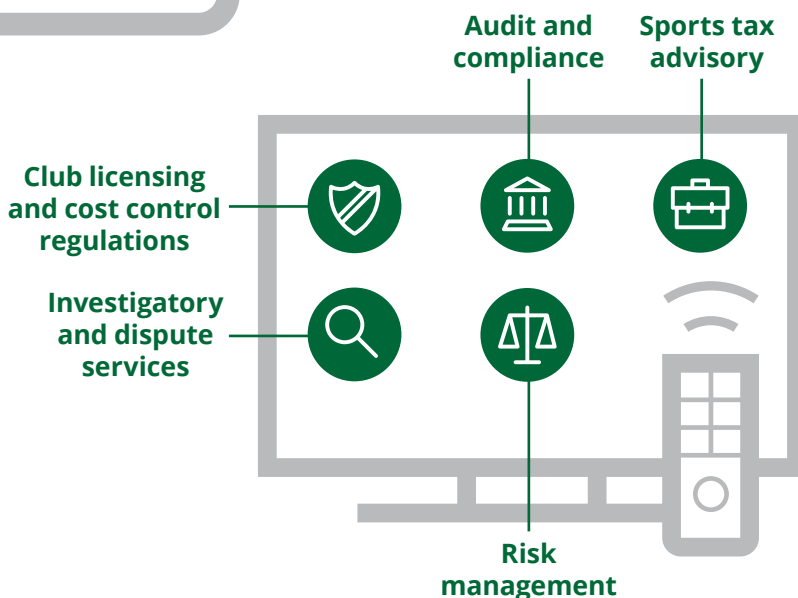 Audit and
compliance
Sports tax
advisory
Club licensing
and cost control
regulations
Investigatory
and dispute
services
Risk
management